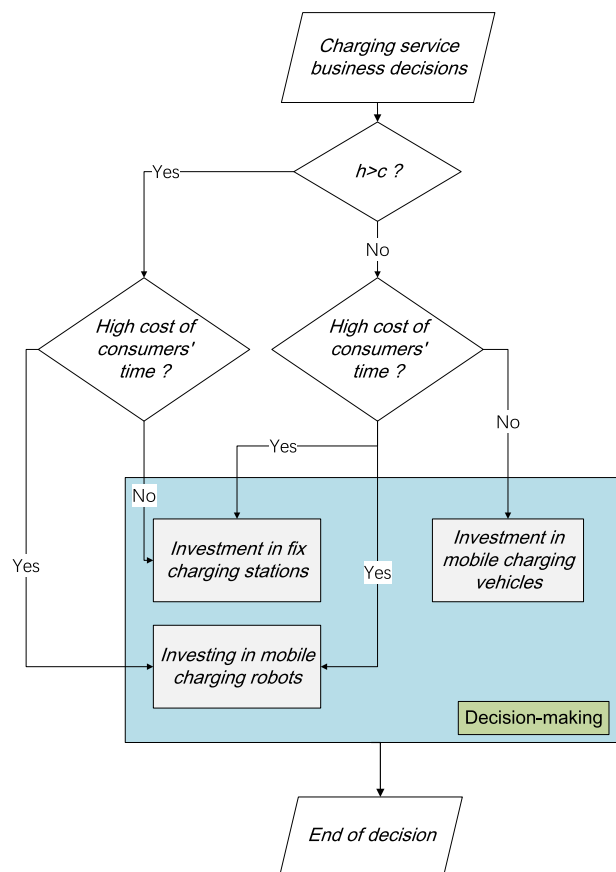 Charging service
business decisions
h>c ?
Yes
No
High cost of
consumers'
time ?
High cost of
consumers'
time ?
No
Yes
No
Investment in fix
charging stations
Investment in
mobile charging
vehicles
Yes
Yes
Investing in mobile
charging robots
Decision-making
End of decision